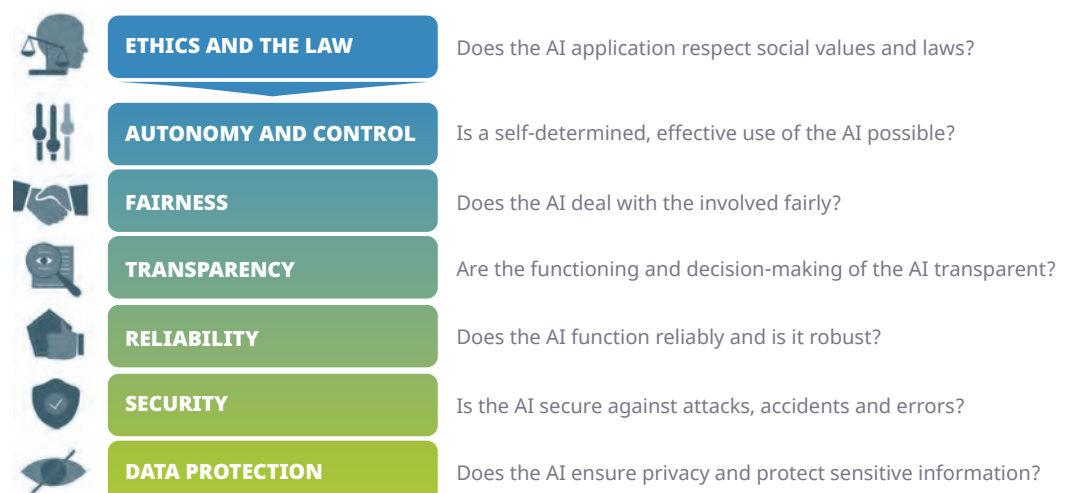 ETHICS AND THE LAW
Does the AI application respect social values and laws?
AUTONOMY AND CONTROL
Is a self-determined, effective use of the AI possible?
FAIRNESS
Does the AI deal with the involved fairly?
TRANSPARENCY
Are the functioning and decision-making of the AI transparent?
RELIABILITY
Does the AI function reliably and is it robust?
SECURITY
Is the AI secure against attacks, accidents and errors?
DATA PROTECTION
Does the AI ensure privacy and protect sensitive information?